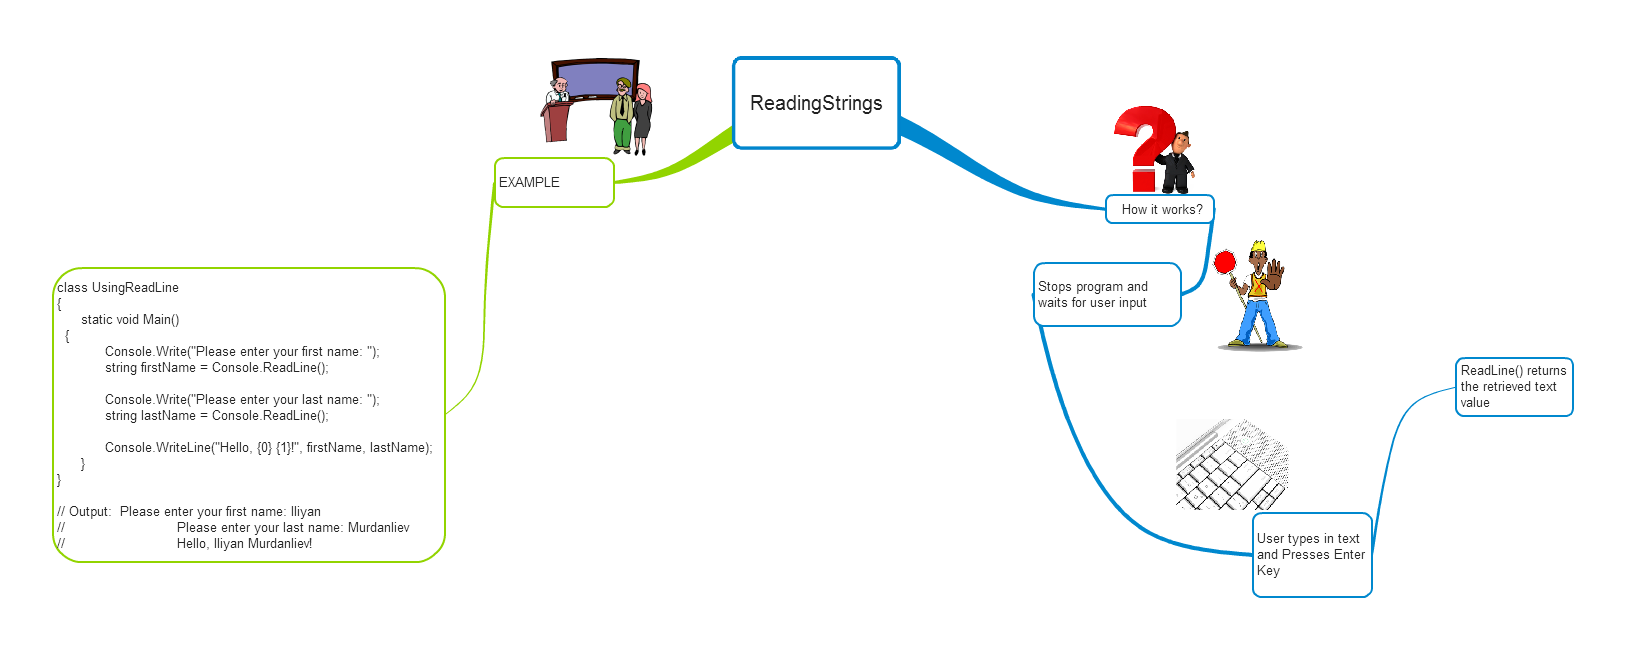 ReadingStrings
EXAMPLE
class UsingReadLine
{
static void Main()
{
Console.Write("Please enter your first name: ");
string firstName = Console.ReadLine();
Console.Write("Please enter your last name: ");
string lastName = Console.ReadLine();
Console.WriteLine("Hello, {0} {1}!", firstName, lastName);
}
}
// Output: Please enter your first name: Iliyan
// Please enter your last name: Murdanliev
// Hello, Iliyan Murdanliev!
How it works?
Stops program and
waits for user input
User types in text
and Presses Enter
Key
ReadLine() returns
the retrieved text
value